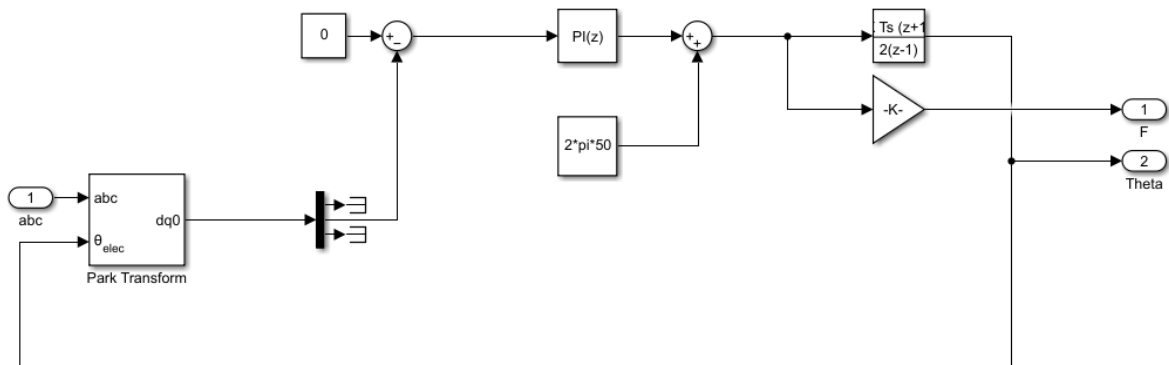 0
+
−
PI(z)
+
+
K Ts (z+1
2(z-1)
-K-
1
F
2*pi*50
2
Theta
1
abc
abc
θelec
dq0
Park Transform